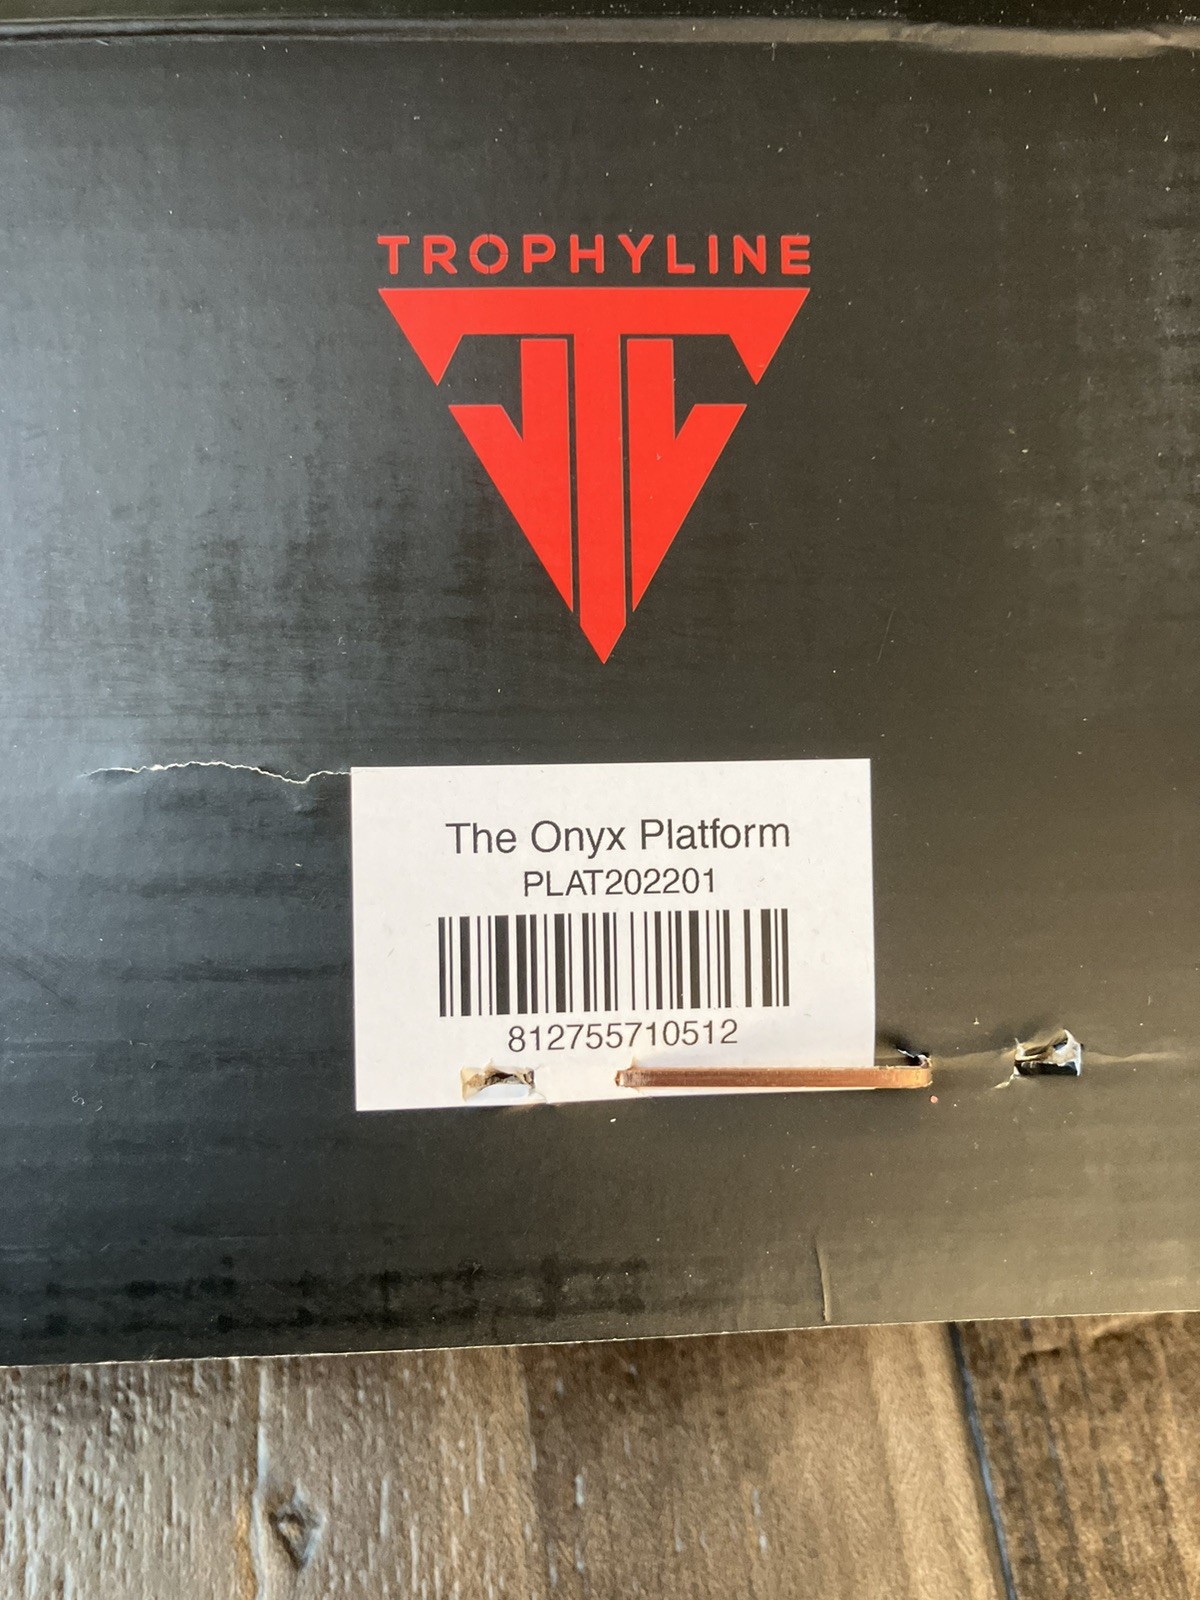 TROPHYLINE
The Onyx Platform
PLAT202201
812755710512